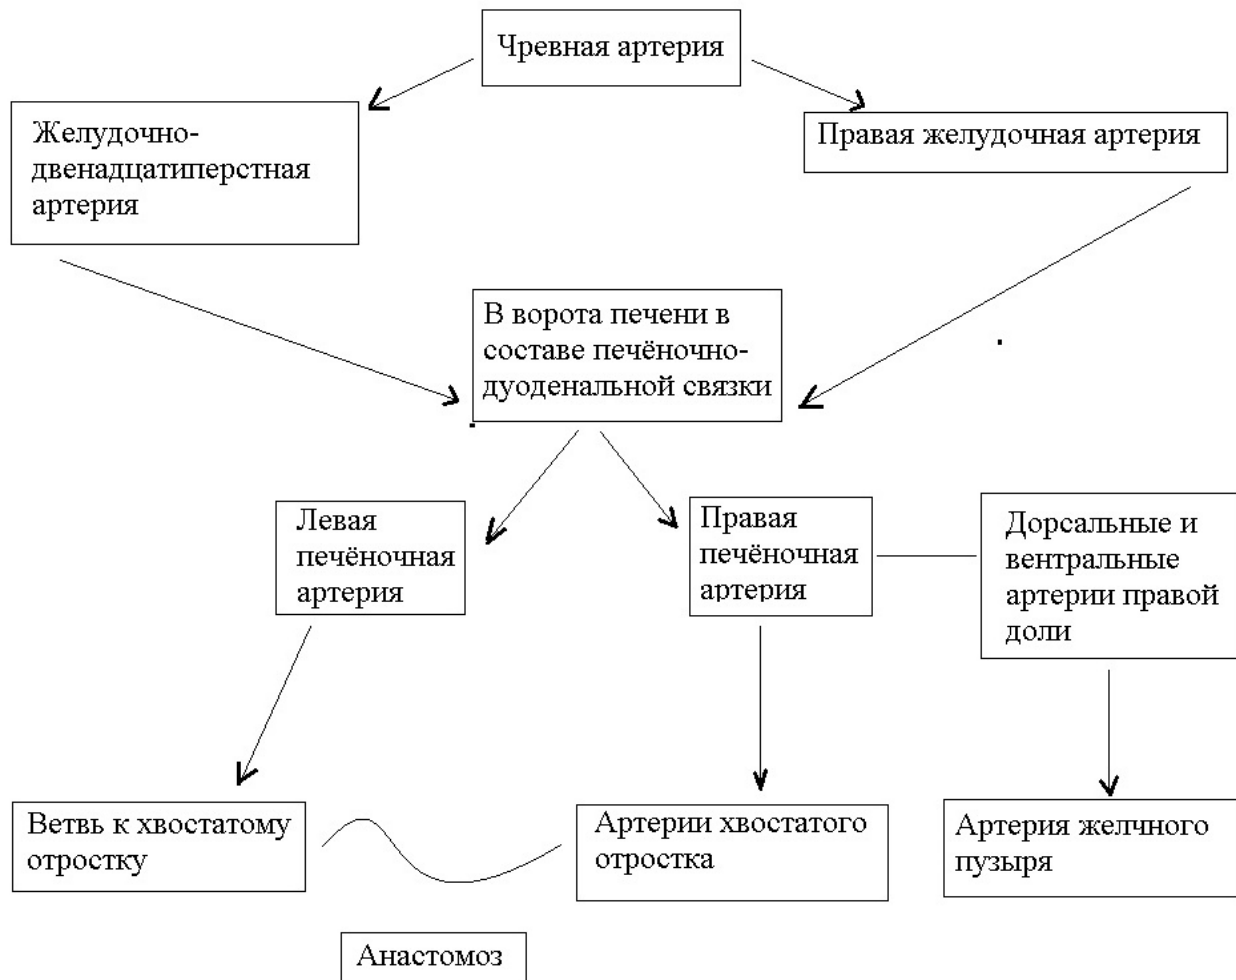 Чревная артерия
Желудочно-
двенадцатиперстная
артерия
Правая желудочная артерия
В ворота печени в
составе печёночно-
дуоденальной связки
Левая
печёночная
артерия
Правая
печёночная
артерия
Дорсальные и
вентральные
артерии правой
доли
Ветвь к хвостатому
отростку
Артерии хвостатого
отростка
Артерия желчного
пузыря
Анастомоз